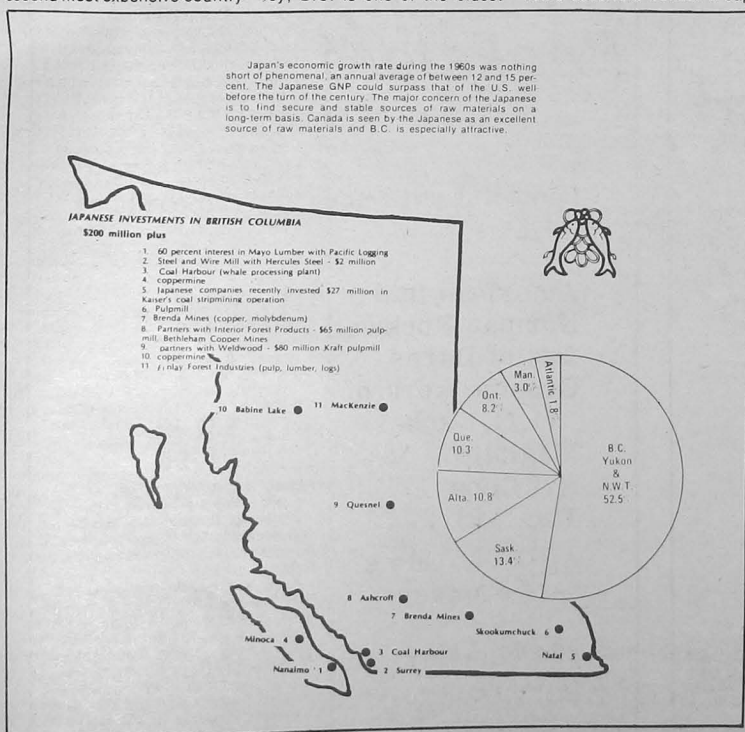 second most expensive country
Japan's economic growth rate during the 1960s was nothing
short of phenomenal, an annual average of between 12 and 15 per-
cent. The Japanese GNP could surpass that of the U.S. well
before the turn of the century. The major concern of the Japanese
is to find secure and stable sources of raw materials on a
long-term basis. Canada is seen by the Japanese as an excellent
source of raw materials and B.C. is especially attractive.
JAPANESE INVESTMENTS IN BRITISH COLUMBIA
$200 million plus
1. 60 percent interest in Mayo Lumber with Pacific Logging
2. Steel and Wire Mill with Hercules Steel - $2 million
3. Coal Harbour (whale processing plant)
4. coppermine
5. Japanese companies recently invested $27 million in
Kaiser's coal stripmining operation
6. Pulpmill
7. Brenda Mines (copper, molybdenum)
8. Partners with Interior Forest Products - $65 million pulp-
mill, Bethleham Copper Mines
9. partners with Weldwood - $80 million Kraft pulpmill
10. coppermine
11. Finlay Forest Industries (pulp, lumber, logs)
10 Babine Lake
11 MacKenzie
9 Quesnel
8 Ashcroft
7 Brenda Mines
Skookumchuck 6
Minoca 4
3 Coal Harbour
Natal 5
Nanaimo 1
2 Surrey
Atlantic 1.8%
Man.
3.0%
Ont.
8.2%
Que.
10.3
Alta. 10.8%
Sask.
13.4%
B.C.
Yukon
&
N.W.T.
52.5%